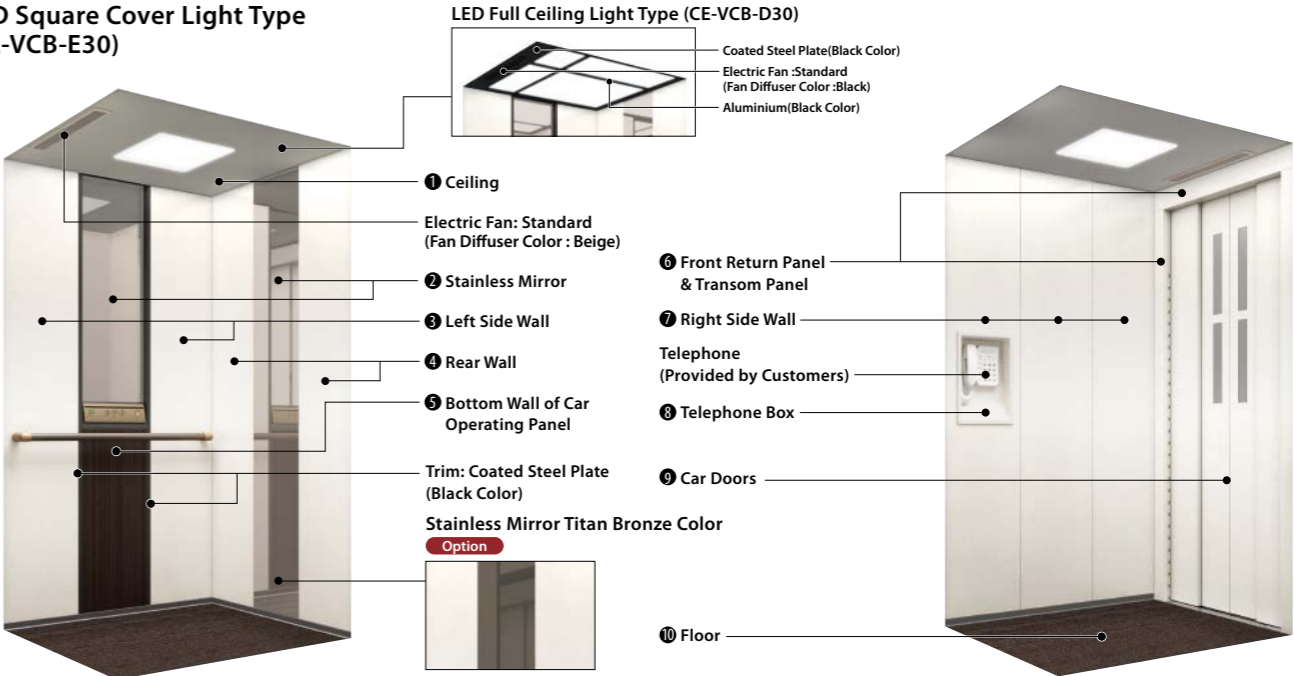 Square Cover Light Type
-VCB-E30)
LED Full Ceiling Light Type (CE-VCB-D30)
Coated Steel Plate(Black Color)
Electric Fan :Standard
(Fan Diffuser Color :Black)
Aluminium(Black Color)
❶ Ceiling
Electric Fan: Standard
(Fan Diffuser Color : Beige)
❷ Stainless Mirror
❸ Left Side Wall
❹ Rear Wall
❺ Bottom Wall of Car
Operating Panel
Trim: Coated Steel Plate
(Black Color)
Stainless Mirror Titan Bronze Color
Option
❻ Front Return Panel
& Transom Panel
❼ Right Side Wall
Telephone
(Provided by Customers)
❽ Telephone Box
❾ Car Doors
❿ Floor